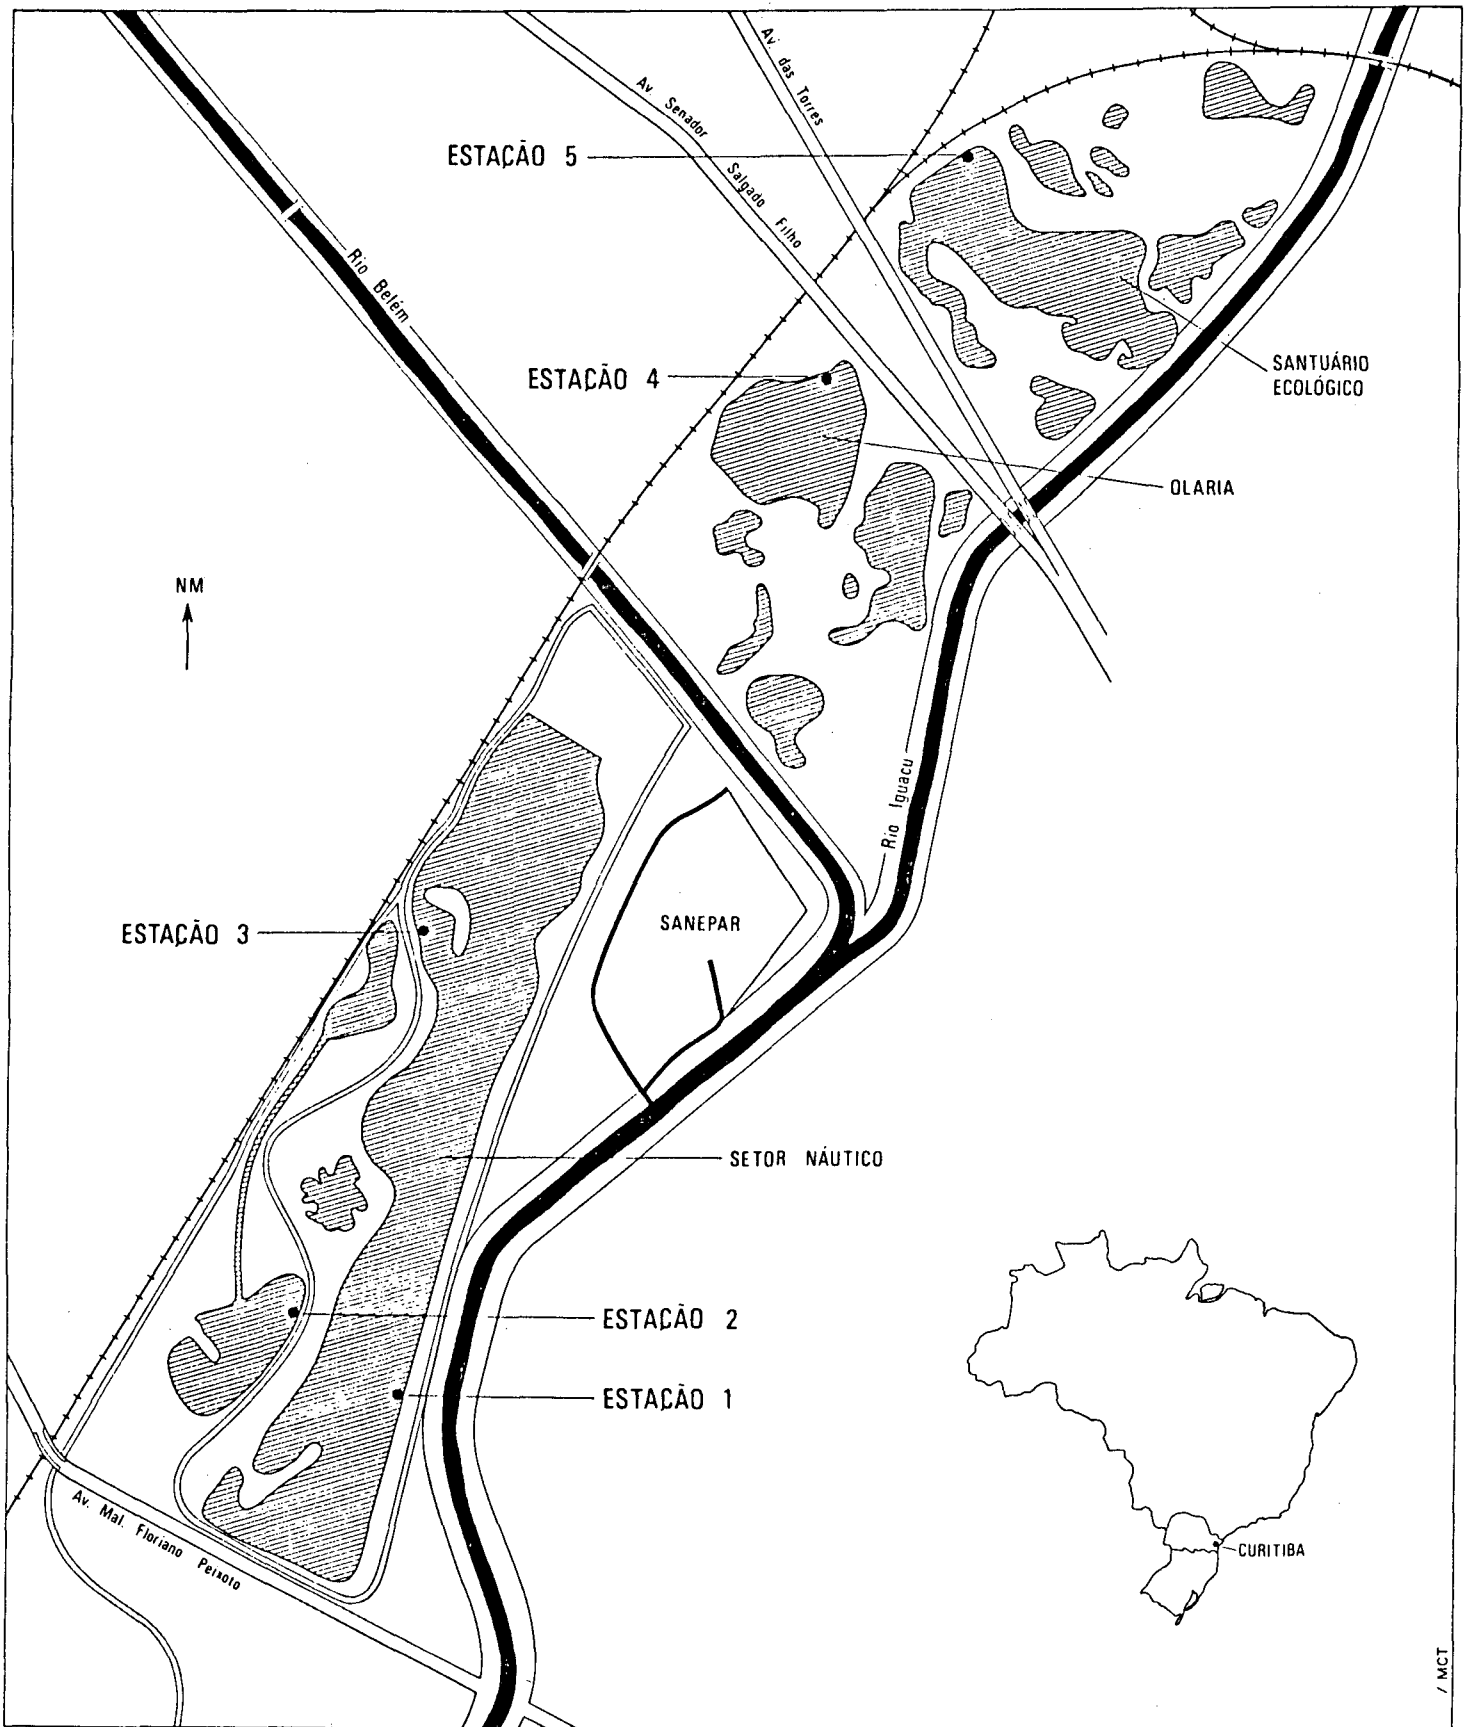 Av. das Torres
Av. Senador Salgado Filho
ESTAÇÃO 5
Rio Belém
SANTUÁRIO
ECOLÓGICO
ESTAÇÃO 4
OLARIA
NM
Rio Iguacu
ESTAÇÃO 3
SANEPAR
SETOR NÁUTICO
ESTAÇÃO 2
ESTAÇÃO 1
Av. Mal. Floriano Peixoto
CURITIBA
/ MCT